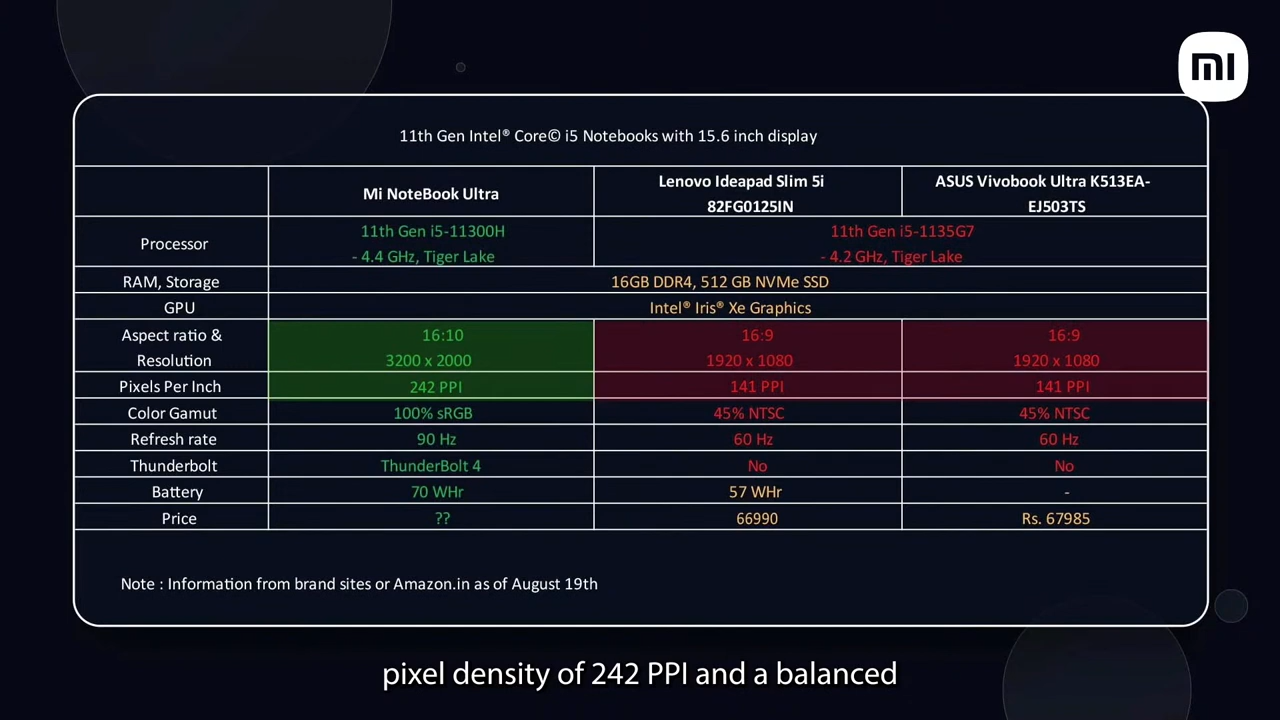 mi
11th Gen Intel® Core© i5 Notebooks with 15.6 inch display
Mi NoteBook Ultra
Lenovo Ideapad Slim 5i
82FG0125IN
ASUS Vivobook Ultra K513EA-
EJ503TS
Processor
11th Gen i5-11300H
- 4.4 GHz, Tiger Lake
11th Gen i5-1135G7
- 4.2 GHz, Tiger Lake
RAM, Storage
16GB DDR4, 512 GB NVMe SSD
GPU
Intel® Iris® Xe Graphics
Aspect ratio &
Resolution
16:10
3200 x 2000
16:9
1920 x 1080
16:9
1920 x 1080
Pixels Per Inch
242 PPI
141 PPI
141 PPI
Color Gamut
100% sRGB
45% NTSC
45% NTSC
Refresh rate
90 Hz
60 Hz
60 Hz
Thunderbolt
ThunderBolt 4
No
No
Battery
70 WHr
57 WHr
-
Price
??
66990
Rs. 67985
Note : Information from brand sites or Amazon.in as of August 19th
pixel density of 242 PPI and a balanced